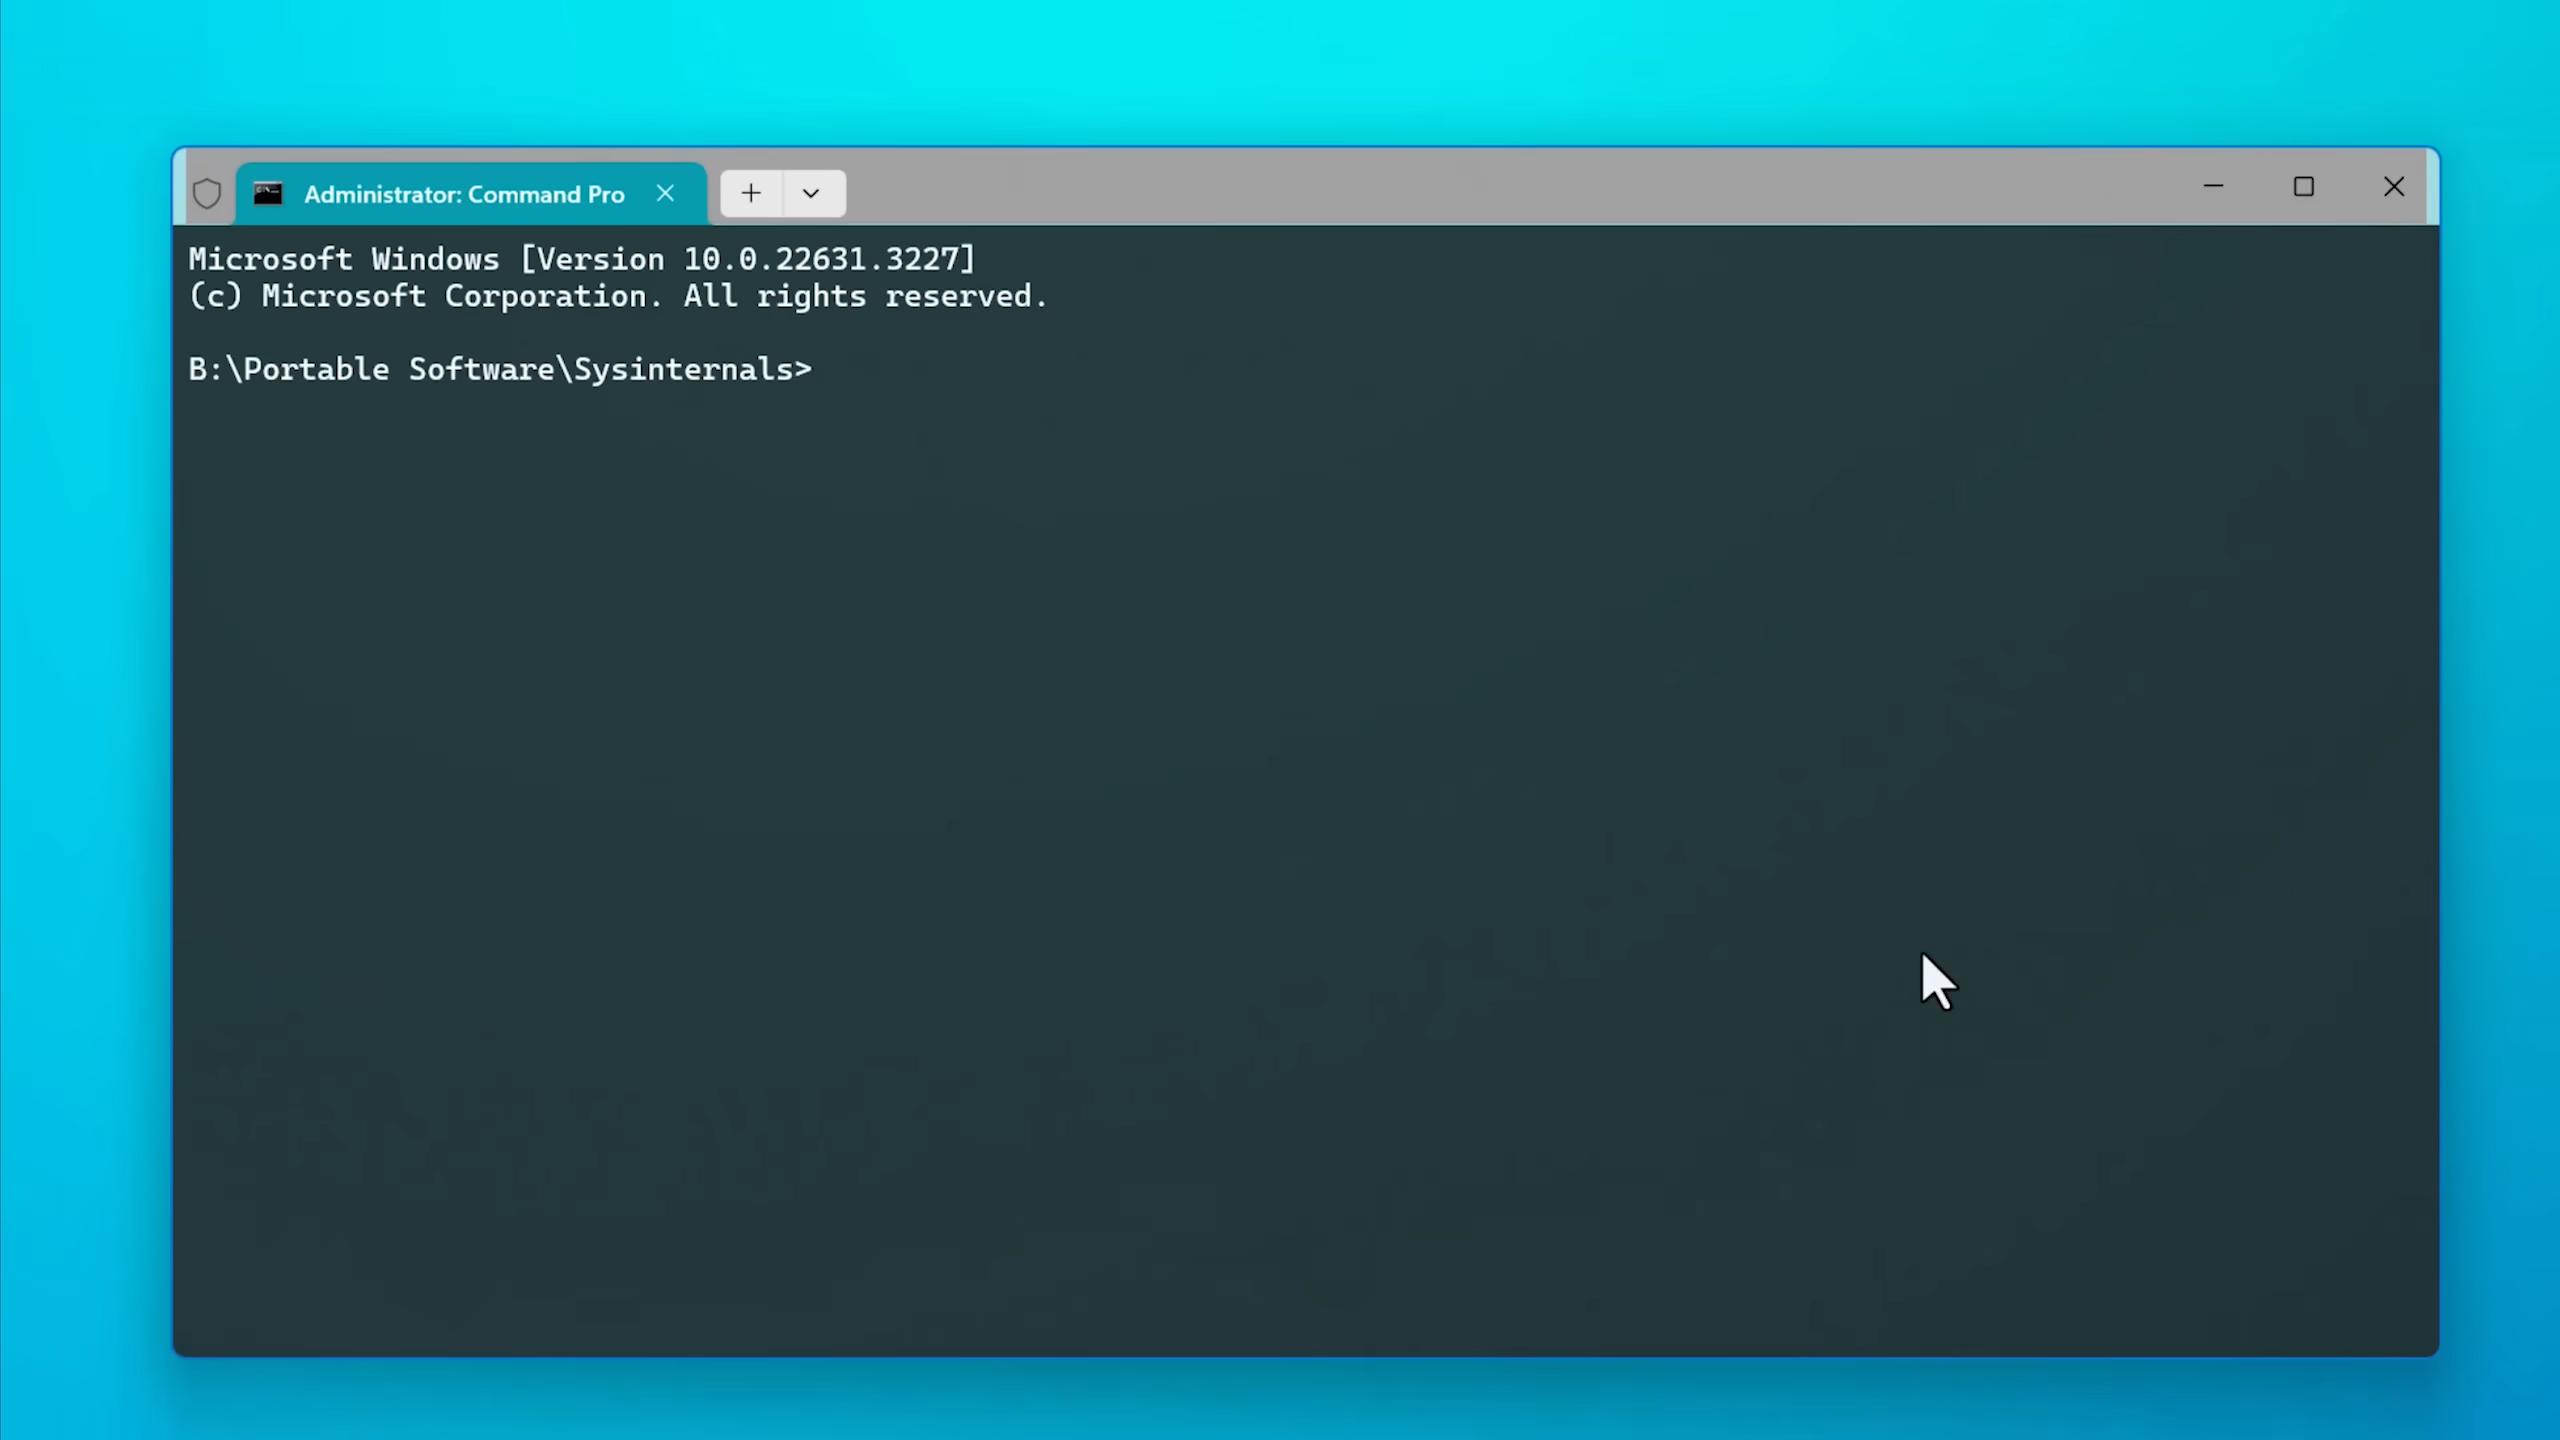 Administrator: Command Pro
Microsoft Windows [Version 10.0.22631.3227]
(c) Microsoft Corporation. All rights reserved.
B:\Portable Software\Sysinternals>